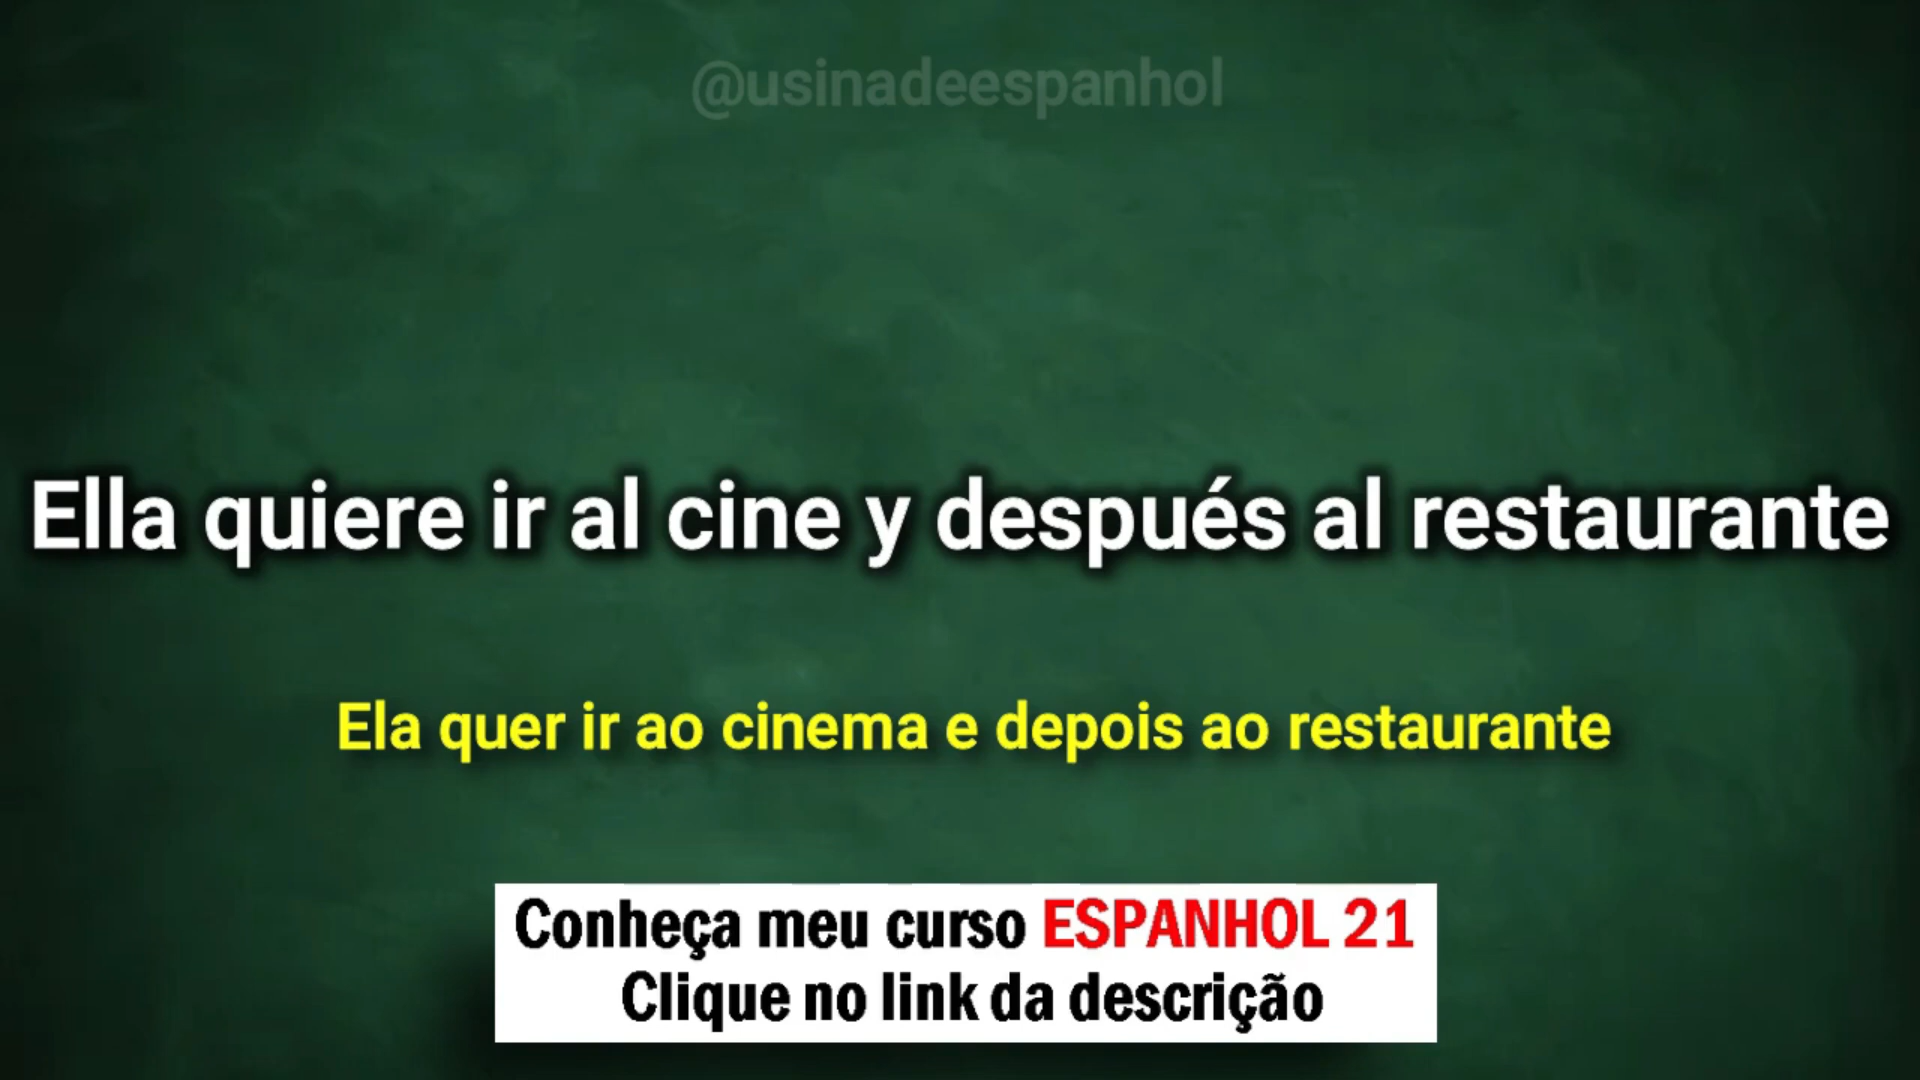 @usinadeespanhol
Ella quiere ir al cine y después al restaurante
Ela quer ir ao cinema e depois ao restaurante
Conheça meu curso ESPANHOL 21
Clique no link da descrição